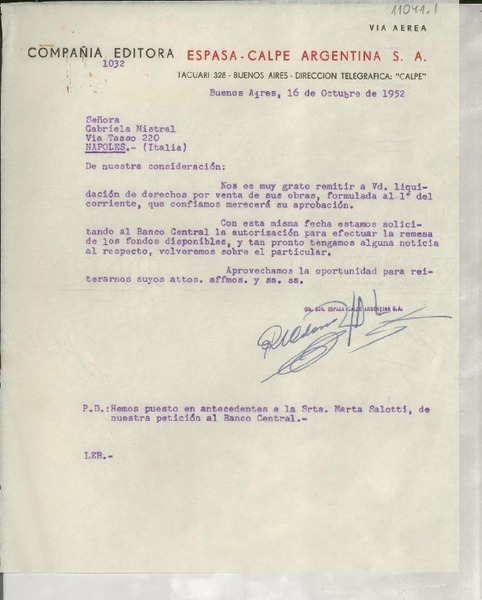 11041.1
VIA AEREA
COMPAÑIA EDITORA ESPASA-CALPE ARGENTINA S. A.
1032
TACUARI 328 - BUENOS AIRES - DIRECCION TELEGRAFICA: "CALPE"
Buenos Aires, 16 de Octubre de 1952
Señora
Gabriela Mistral
Via Tasso 220
NAPOLES.- (Italia)
De nuestra consideración:
Nos es muy grato remitir a Vd. liqui-
dación de derechos por venta de sus obras, formulada al 1º del
corriente, que confiamos merecerá su aprobación.
Con esta misma fecha estamos solici-
tando al Banco Central la autorización para efectuar la remesa
de los fondos disponibles, y tan pronto tengamos alguna noticia
al respecto, volveremos sobre el particular.
Aprovechamos la oportunidad para rei-
terarnos suyos attos. affmos. y ss. ss.
ESPASA-CALPE ARGENTINA S.A.
P.D.:Hemos puesto en antecedentes a la Srta. Marta Salotti, de
nuestra petición al Banco Central.-
LEB.-